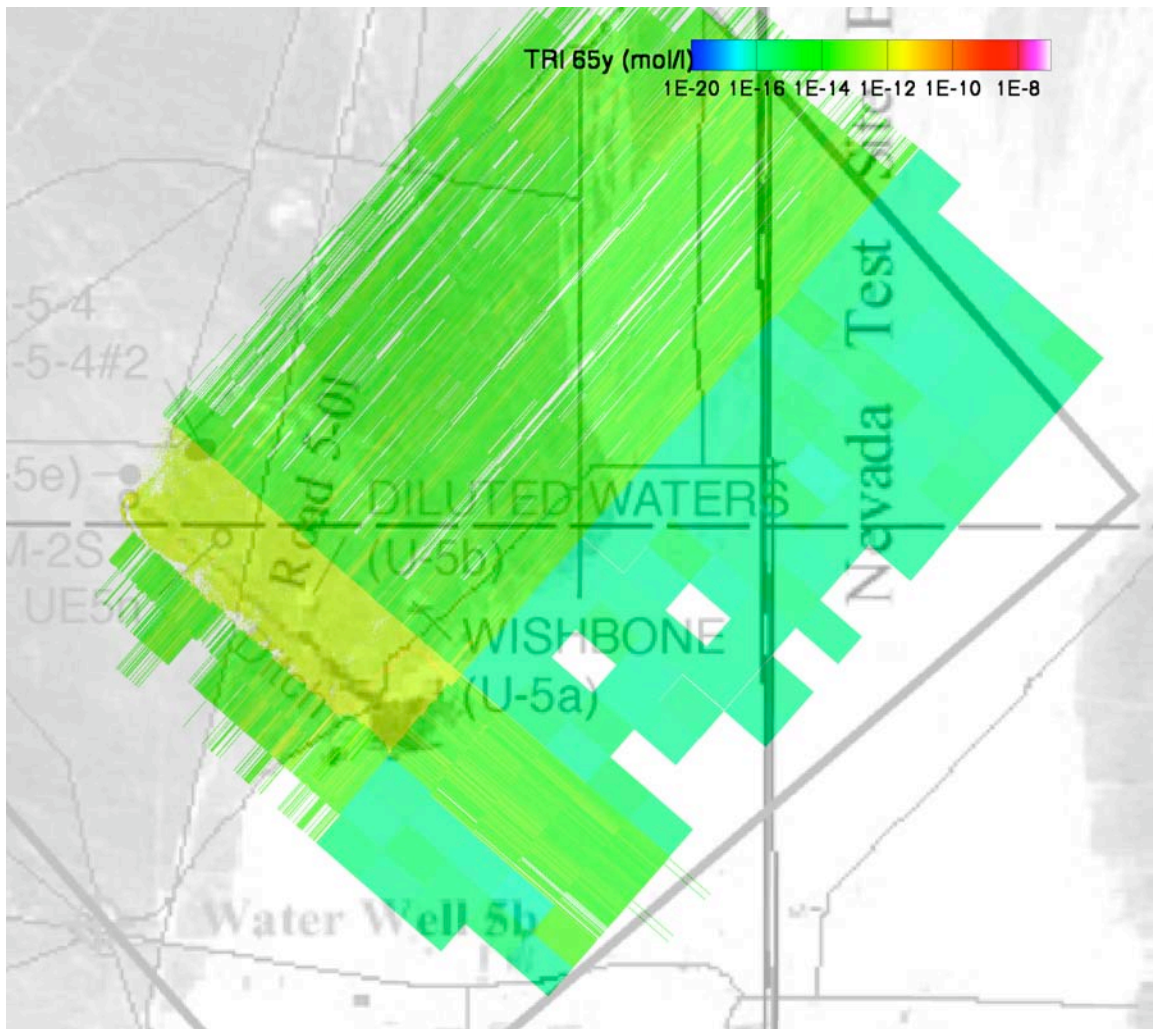 TRI 65y (mol/l)
1E-20 1E-16 1E-14 1E-12 1E-10 1E-8
Nevada Test Site
-5-4
-5-4#2
-5e)
M-2S
Road 5-01
DILUTED WATERS
(U-5b)
WISHBONE
(U-5a)
Water Well 5b